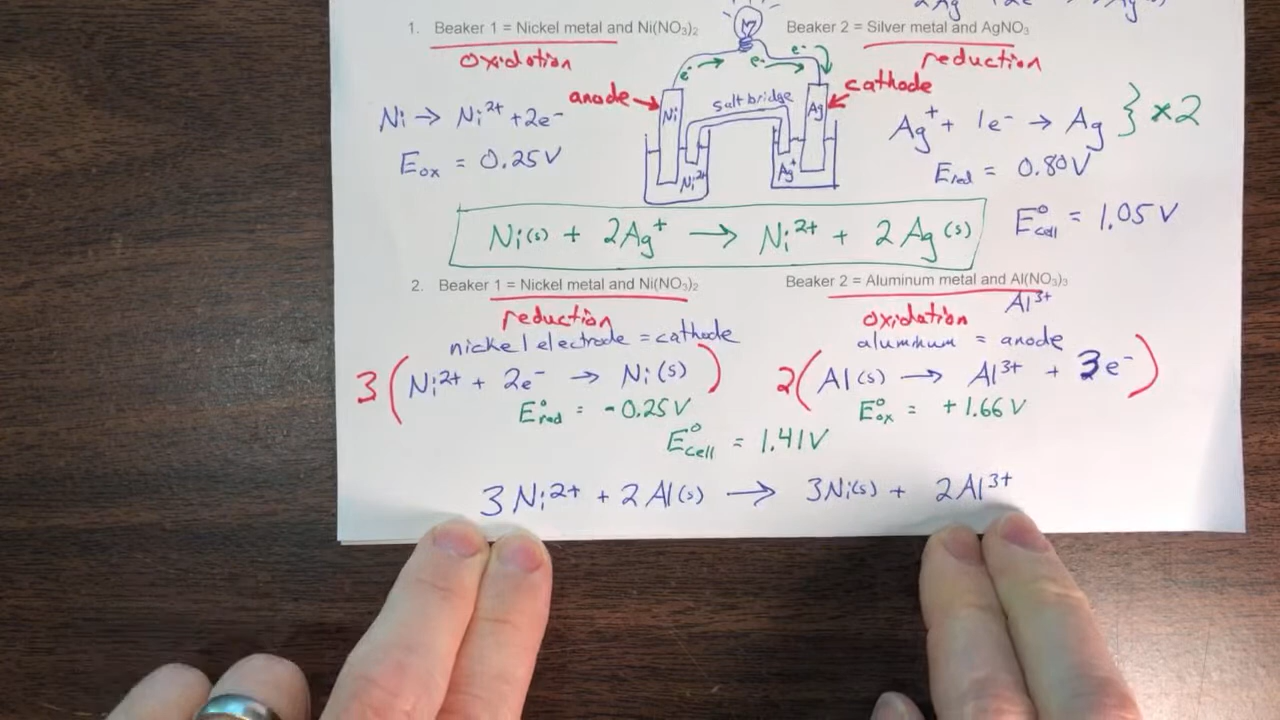 2Ag 2e⁻ Ag(s)
1. Beaker 1 = Nickel metal and Ni(NO₃)₂ Beaker 2 = Silver metal and AgNO₃
oxidation reduction
e⁻ e⁻ e⁻
anode cathode
Ni → Ni²⁺ + 2e⁻ Ni salt bridge Ag Ag⁺ + 1e⁻ → Ag } ×2
Eox = 0.25V Ni²⁺ Ag⁺ Ered = 0.80V
Ni(s) + 2Ag⁺ → Ni²⁺ + 2Ag(s) E°cell = 1.05V
2. Beaker 1 = Nickel metal and Ni(NO₃)₂ Beaker 2 = Aluminum metal and Al(NO₃)₃
Al³⁺
reduction oxidation
nickel electrode = cathode aluminum = anode
3(Ni²⁺ + 2e⁻ → Ni(s)) 2(Al(s) → Al³⁺ + 3e⁻)
E°red = -0.25V E°ox = +1.66V
E°cell = 1.41V
3Ni²⁺ + 2Al(s) → 3Ni(s) + 2Al³⁺